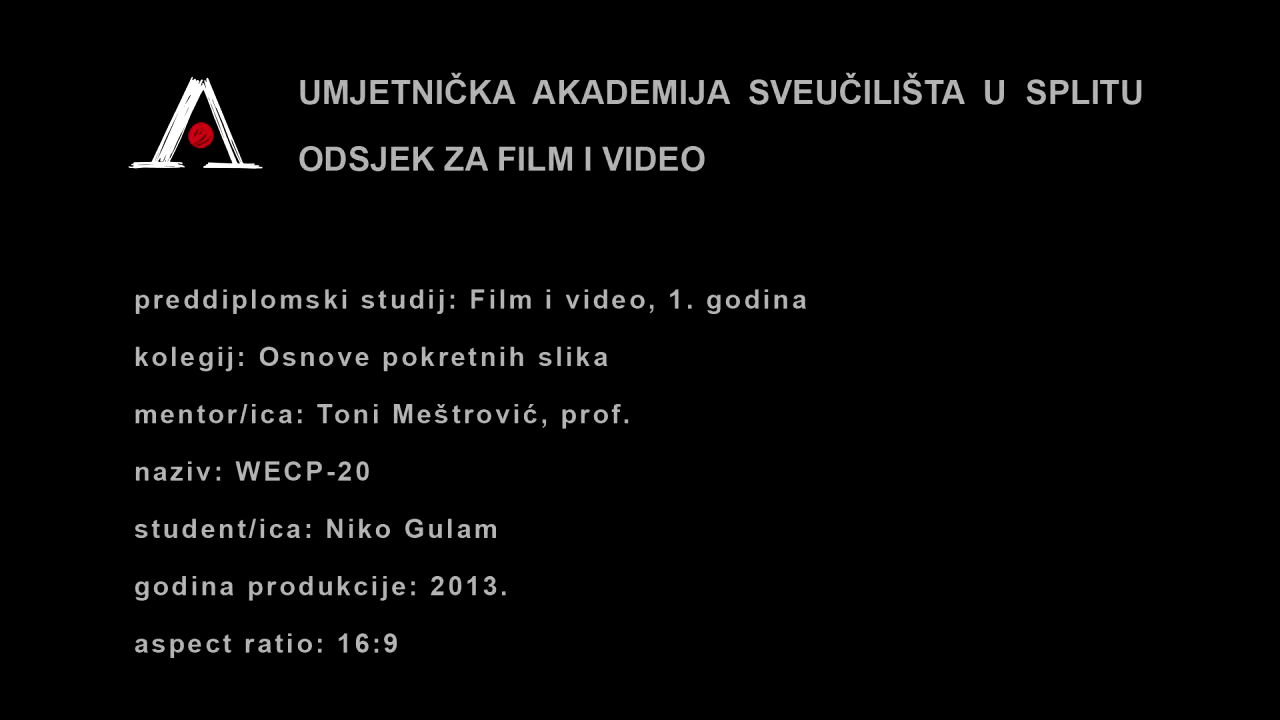 UMJETNIČKA AKADEMIJA SVEUČILIŠTA U SPLITU
ODSJEK ZA FILM I VIDEO
preddiplomski studij: Film i video, 1. godina
kolegij: Osnove pokretnih slika
mentor/ica: Toni Meštrović, prof.
naziv: WECP-20
student/ica: Niko Gulam
godina produkcije: 2013.
aspect ratio: 16:9